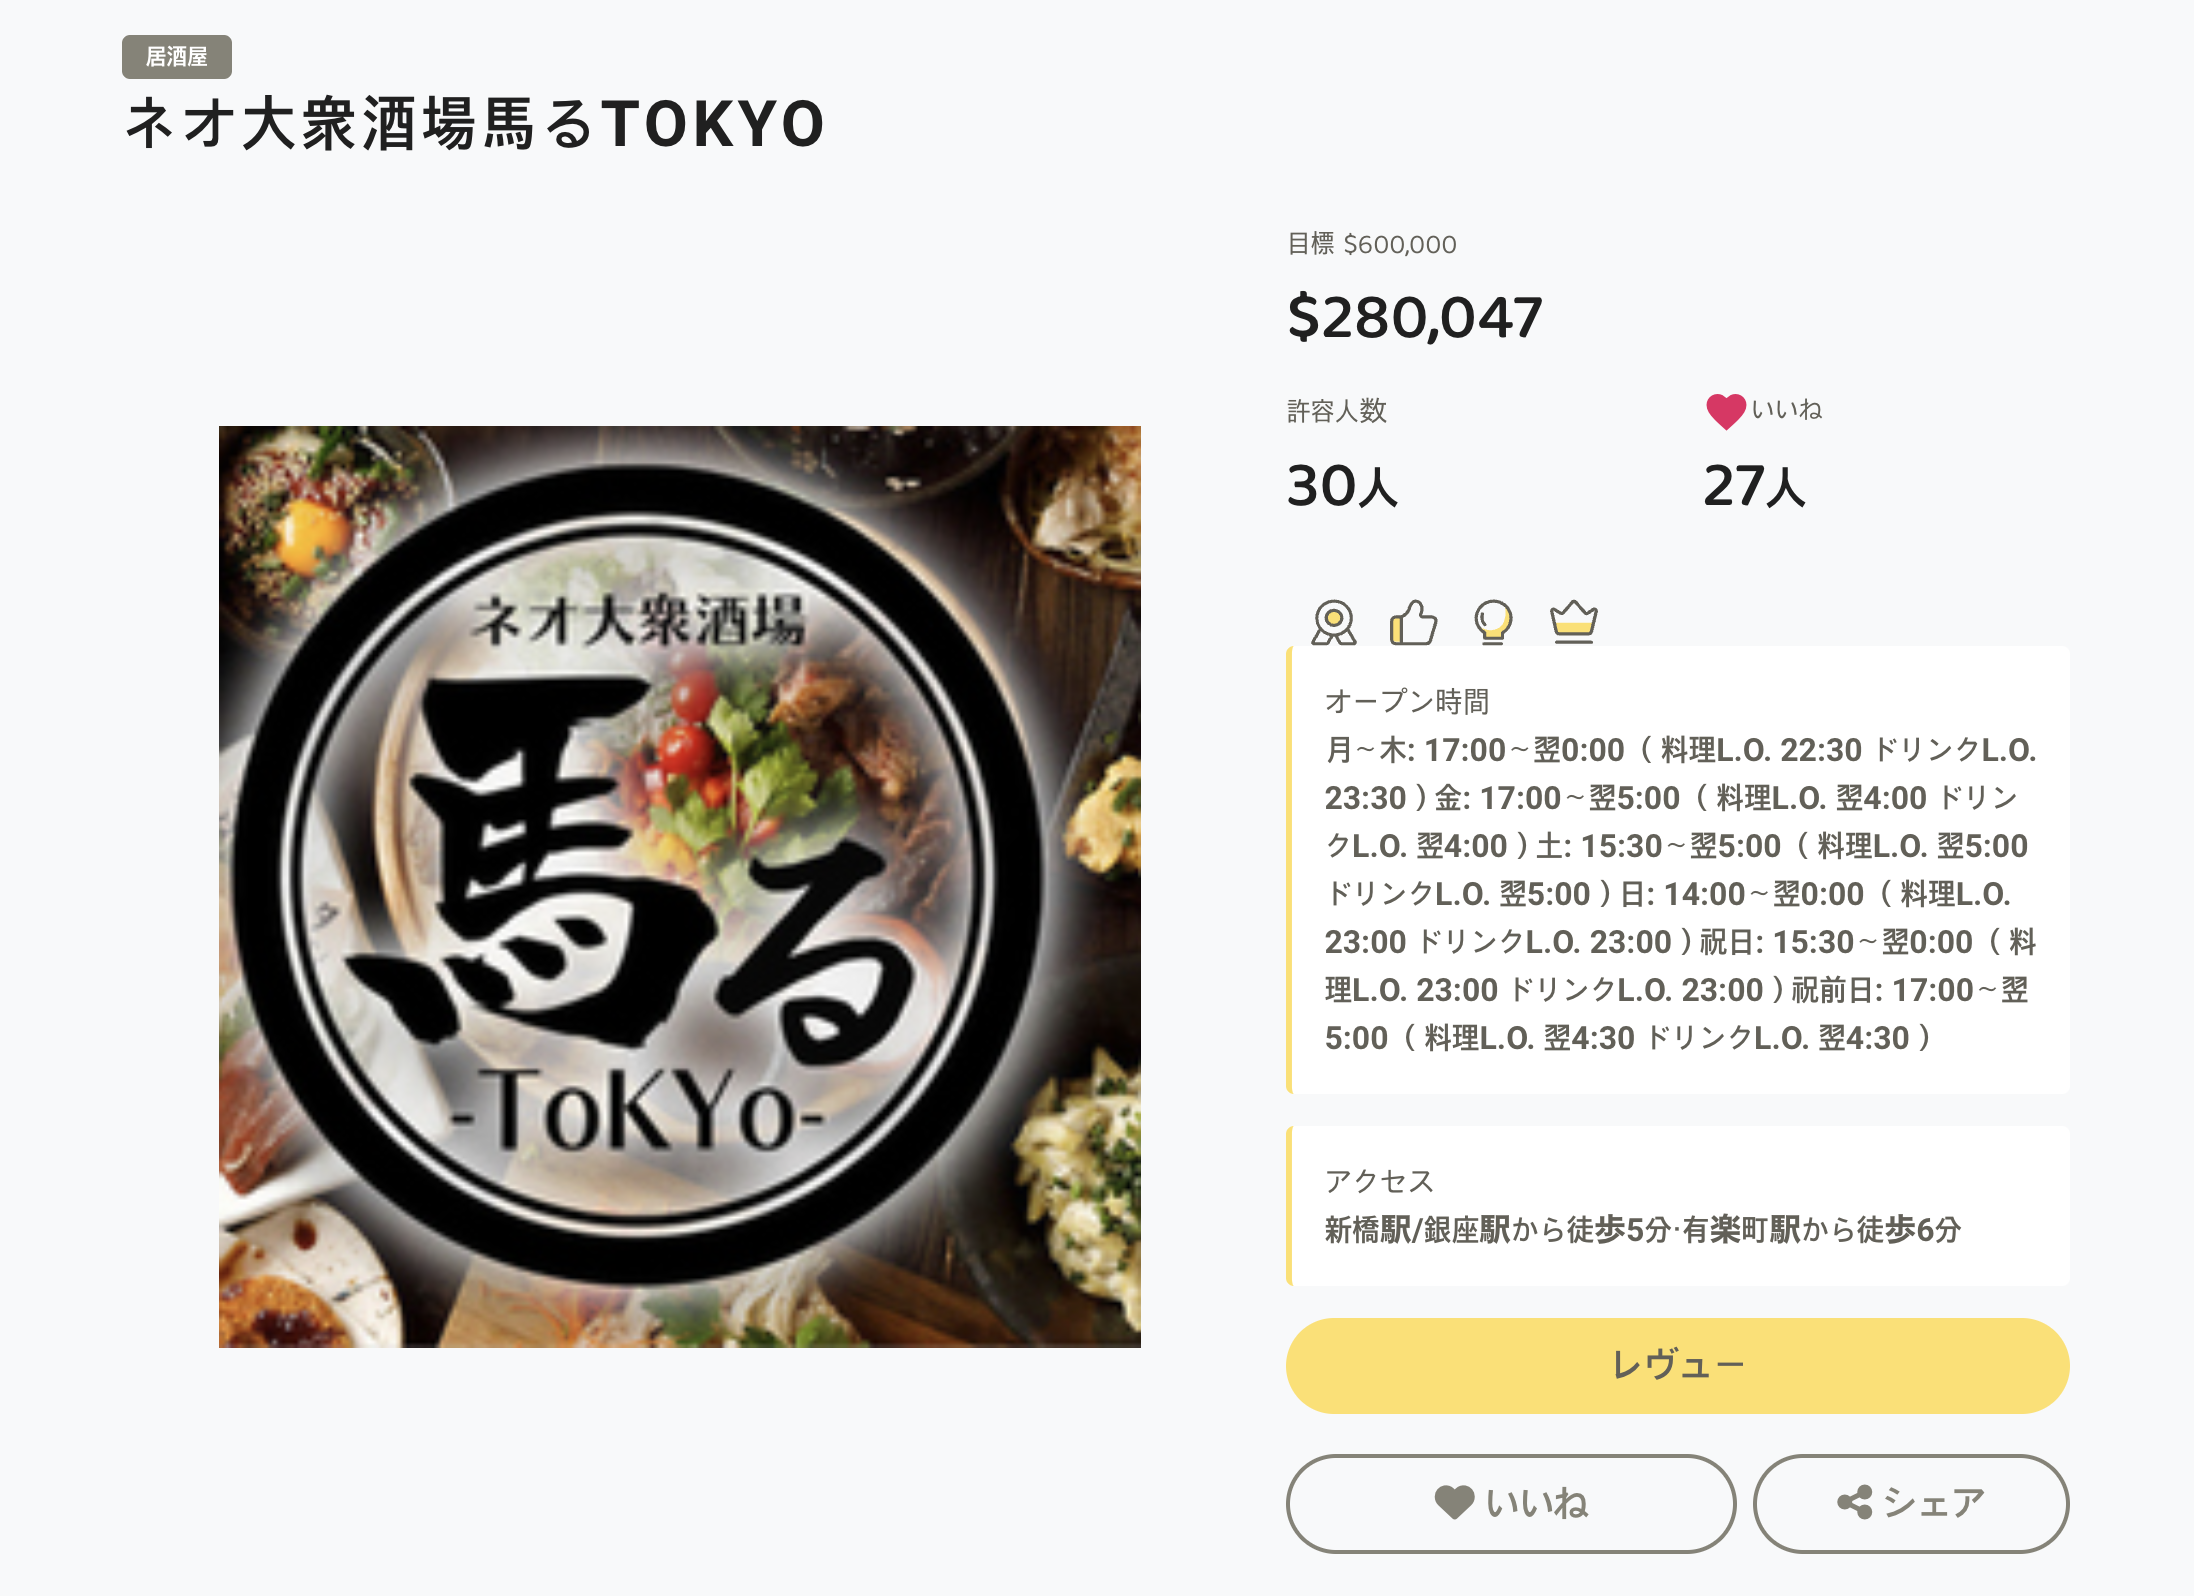 居酒屋
ネオ大衆酒場馬るTOKYO
目標 $600,000
$280,047
許容人数
30人
いいね
27人
ネオ大衆酒場
馬る
-ToKYo-
オープン時間
月~木: 17:00~翌0:00（ 料理L.O. 22:30 ドリンクL.O.
23:30 ) 金: 17:00~翌5:00（ 料理L.O. 翌4:00 ドリン
クL.O. 翌4:00 ) 土: 15:30~翌5:00（ 料理L.O. 翌5:00
ドリンクL.O. 翌5:00 ) 日: 14:00~翌0:00（ 料理L.O.
23:00 ドリンクL.O. 23:00 ) 祝日: 15:30~翌0:00（ 料
理L.O. 23:00 ドリンクL.O. 23:00 ) 祝前日: 17:00~翌
5:00（ 料理L.O. 翌4:30 ドリンクL.O. 翌4:30 ）
アクセス
新橋駅/銀座駅から徒歩5分·有楽町駅から徒歩6分
レヴュー
いいね
シェア